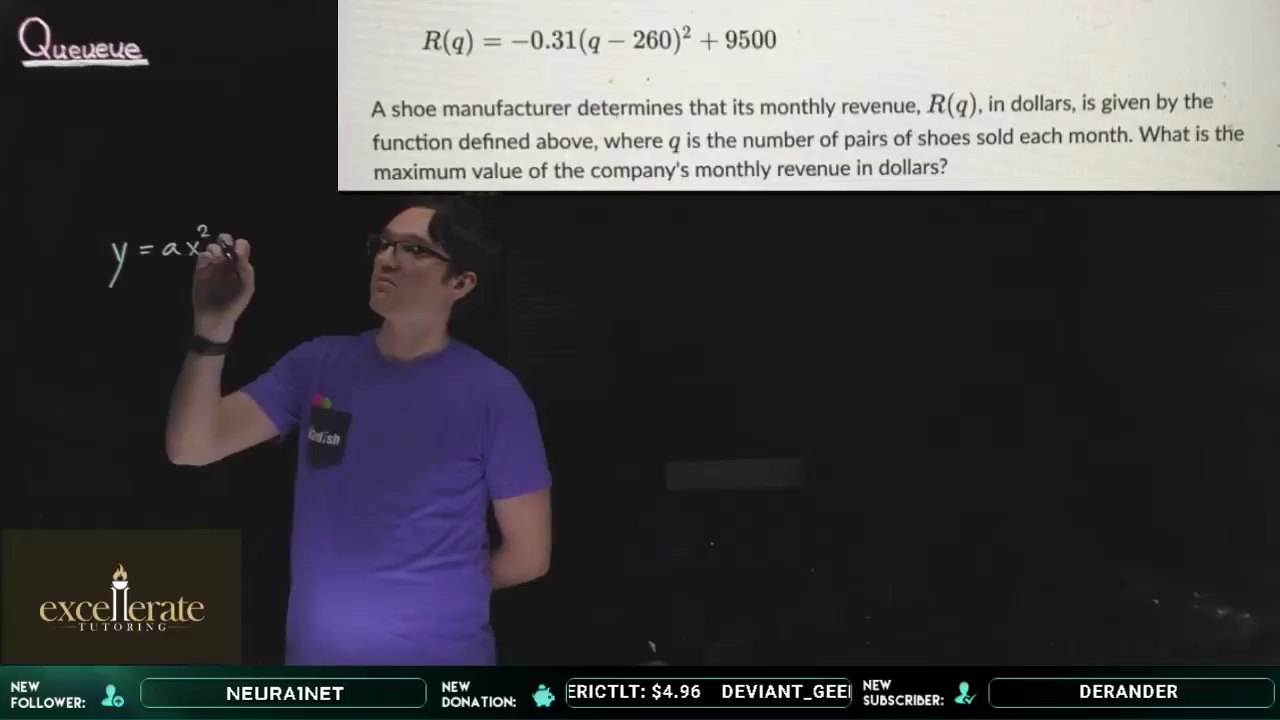 Queueue
R(q) = −0.31(q − 260)² + 9500
A shoe manufacturer determines that its monthly revenue, R(q), in dollars, is given by the
function defined above, where q is the number of pairs of shoes sold each month. What is the
maximum value of the company's monthly revenue in dollars?
y = ax²
excellerate
TUTORING
NEW FOLLOWER: NEURA1NET
NEW DONATION: ERICTLT: $4.96 DEVIANT_GEE
NEW SUBSCRIBER: DERANDER